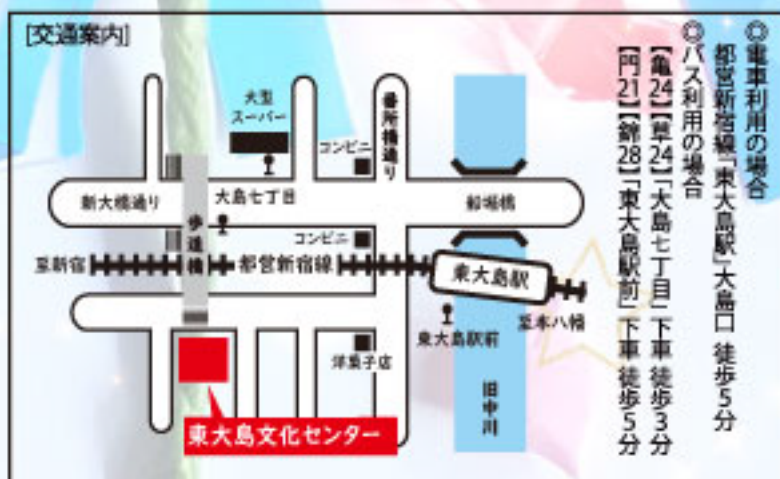 [交通案内]
◎電車利用の場合
都営新宿線『東大島駅』大島口 徒歩5分
◎バス利用の場合
【亀24】【草24】「大島七丁目」下車 徒歩3分
【門21】【錦28】「東大島駅前」下車 徒歩5分
大型
スーパー
コンビニ
番所橋通り
新大橋通り
大島七丁目
船堀橋
歩道橋
コンビニ
至新宿
都営新宿線
東大島駅
至本八幡
東大島駅前
洋菓子店
旧中川
東大島文化センター